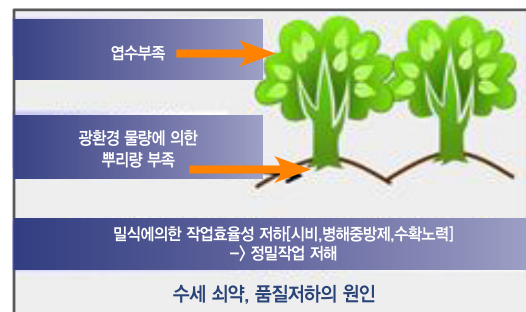 엽수부족
광환경 물량에 의한
뿌리량 부족
밀식에의한 작업효율성 저하[시비,병해중방제,수확노력]
–> 정밀작업 저해
수세 쇠약, 품질저하의 원인